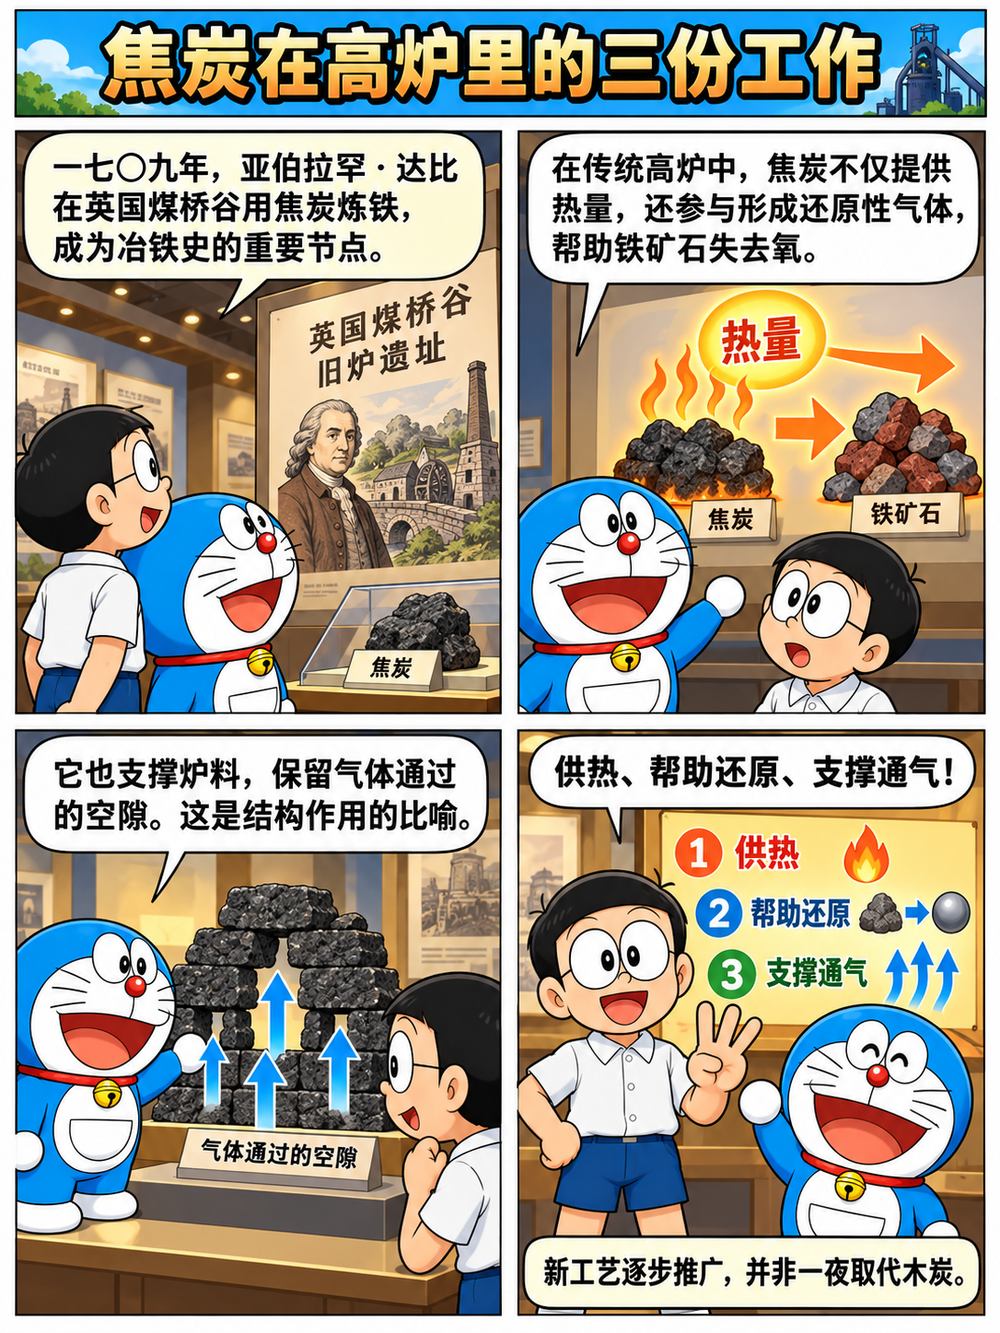 焦炭在高炉里的三份工作
一七〇九年，亚伯拉罕·达比
在英国煤桥谷用焦炭炼铁，
成为冶铁史的重要节点。
英国煤桥谷
旧炉遗址
焦炭
在传统高炉中，焦炭不仅提供
热量，还参与形成还原性气体，
帮助铁矿石失去氧。
热量
焦炭
铁矿石
它也支撑炉料，保留气体通过
的空隙。这是结构作用的比喻。
气体通过的空隙
供热、帮助还原、支撑通气！
1 供热
2 帮助还原
3 支撑通气
新工艺逐步推广，并非一夜取代木炭。